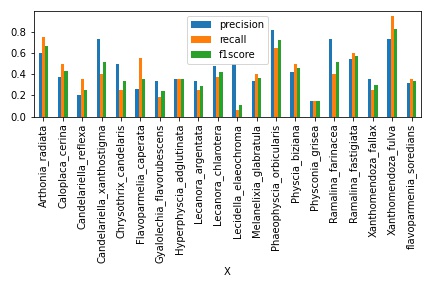 precision
recall
f1score
0.8
0.6
0.4
0.2
0.0
Arthonia_radiata
Caloplaca_cerina
Candelariella_reflexa
Candelariella_xanthostigma
Chrysothrix_candelaris
Flavoparmelia_caperata
Gyalolechia_flavorubescens
Hyperphyscia_adglutinata
Lecanora_argentata
Lecanora_chlarotera
Lecidella_elaeochroma
Melanelixia_glabratula
Phaeophyscia_orbicularis
Physcia_biziana
Physconia_grisea
Ramalina_farinacea
Ramalina_fastigiata
Xanthomendoza_fallax
Xanthomendoza_fulva
flavoparmenia_soredians
X